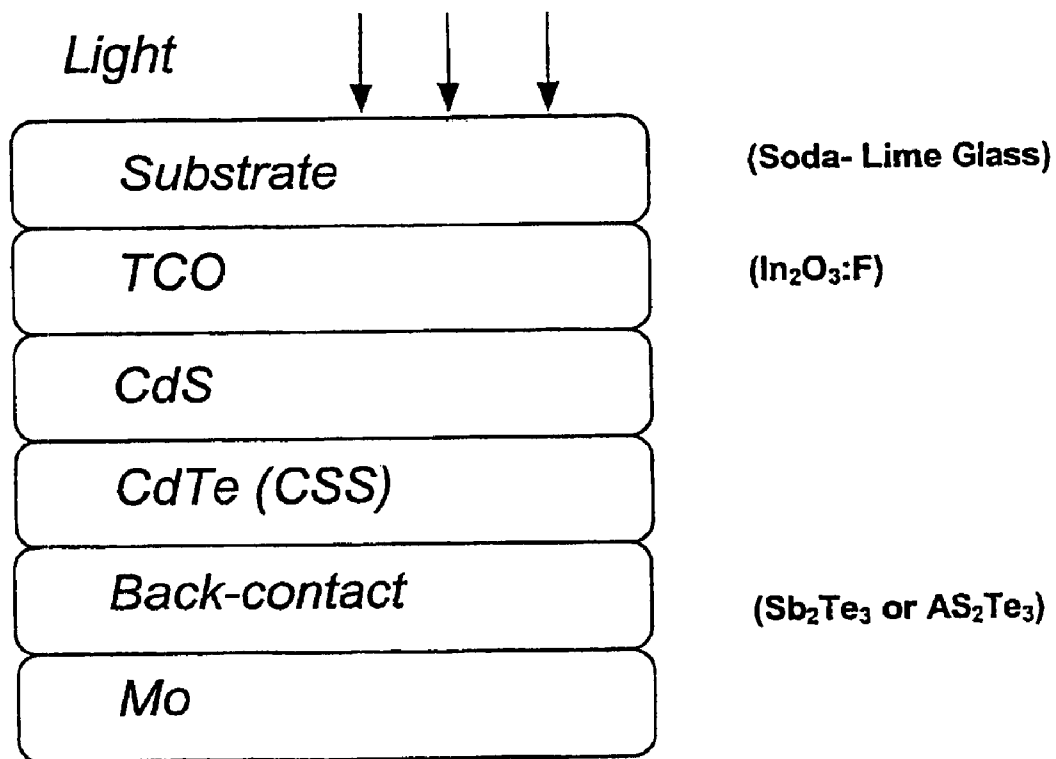 Light
Substrate (Soda- Lime Glass)
TCO (In₂O₃:F)
CdS
CdTe (CSS)
Back-contact (Sb₂Te₃ or AS₂Te₃)
Mo